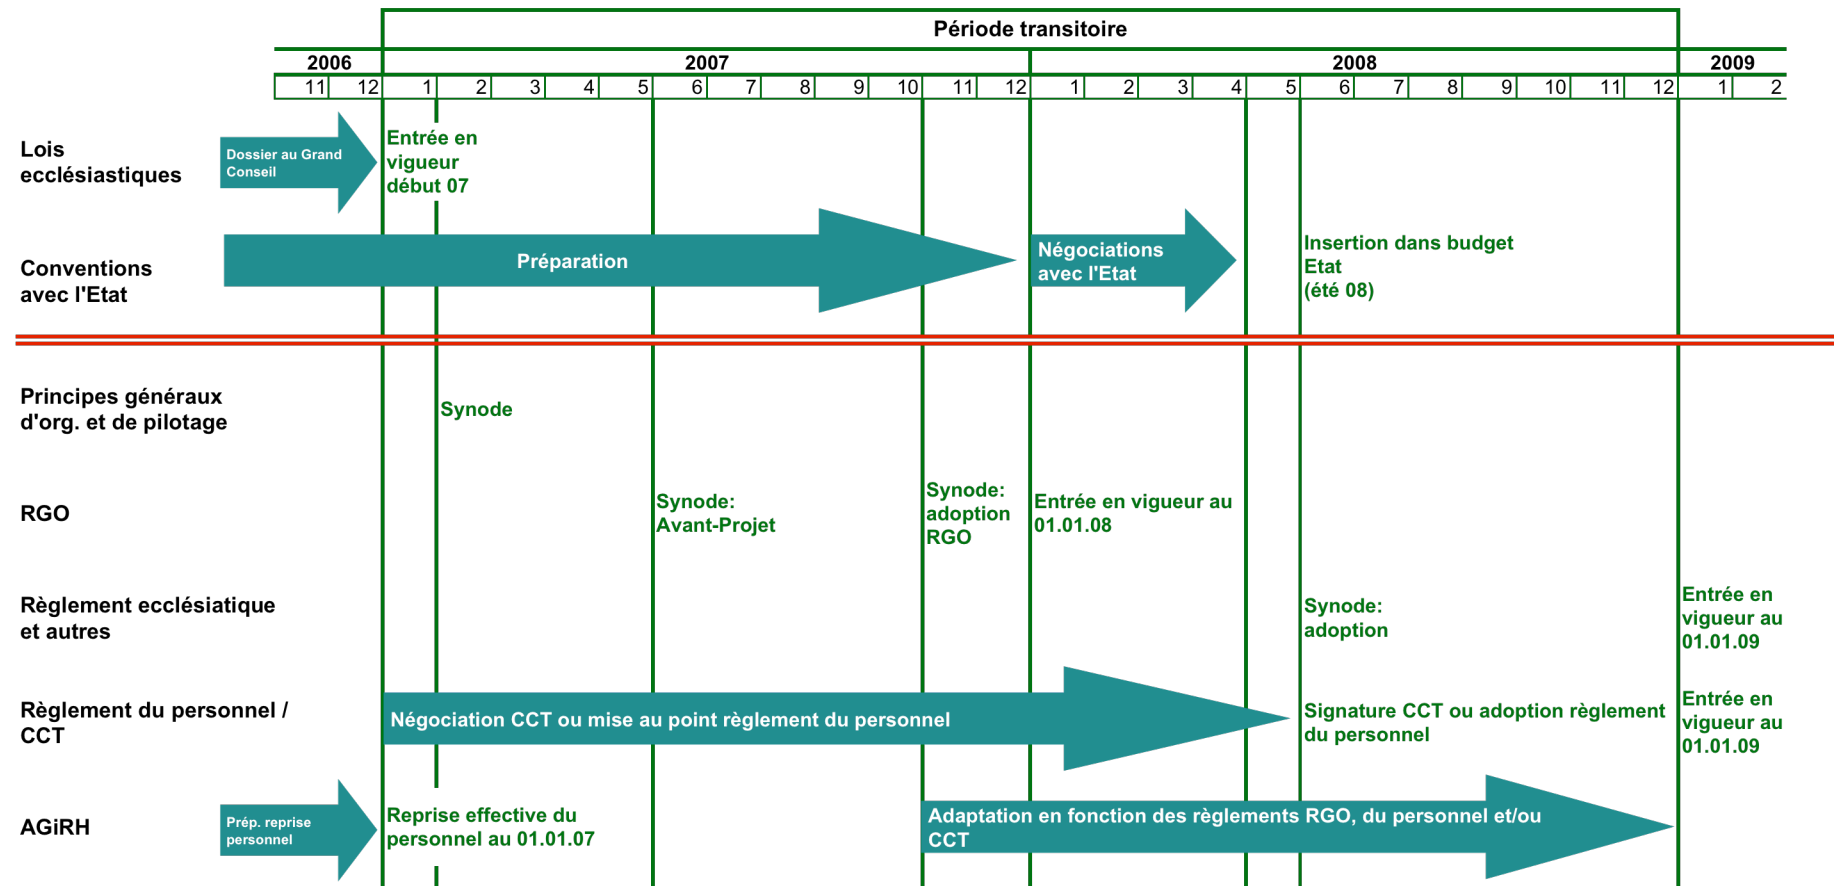 Période transitoire
2006 2007 2008 2009
11 12 1 2 3 4 5 6 7 8 9 10 11 12 1 2 3 4 5 6 7 8 9 10 11 12 1 2
Lois
ecclésiastiques
Dossier au Grand
Conseil
Entrée en
vigueur
début 07
Conventions
avec l'Etat
Préparation
Négociations
avec l'Etat
Insertion dans budget
Etat
(été 08)
Principes généraux
d'org. et de pilotage
Synode
RGO
Synode:
Avant-Projet
Synode:
adoption
RGO
Entrée en vigueur au
01.01.08
Règlement ecclésiatique
et autres
Synode:
adoption
Entrée en
vigueur au
01.01.09
Règlement du personnel /
CCT
Négociation CCT ou mise au point règlement du personnel
Signature CCT ou adoption règlement
du personnel
Entrée en
vigueur au
01.01.09
AGiRH
Prép. reprise
personnel
Reprise effective du
personnel au 01.01.07
Adaptation en fonction des règlements RGO, du personnel et/ou
CCT